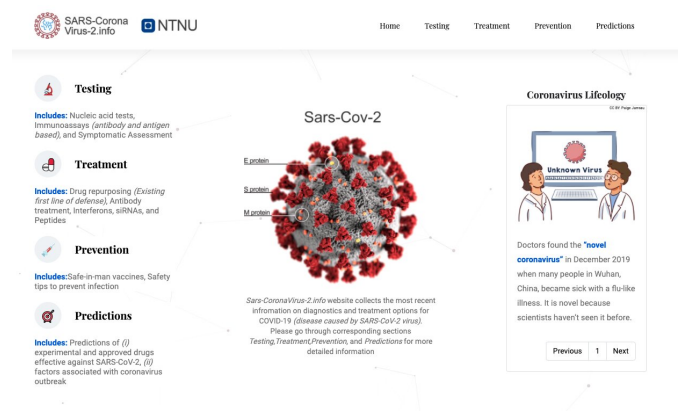 SARS-Corona
Virus-2.info
NTNU
Home Testing Treatment Prevention Predictions
Testing
Includes: Nucleic acid tests,
Immunoassays (antibody and antigen
based), and Symptomatic Assessment
Treatment
Includes: Drug repurposing (Existing
first line of defense), Antibody
treatment, Interferons, siRNAs, and
Peptides
Prevention
Includes:Safe-in-man vaccines, Safety
tips to prevent infection
Predictions
Includes: Predictions of (i)
experimental and approved drugs
effective against SARS-CoV-2, (ii)
factors associated with coronavirus
outbreak
Sars-Cov-2
E protein
S protein
M protein
Sars-CoronaVirus-2.info website collects the most recent
infromation on diagnostics and treatment options for
COVID-19 (disease caused by SARS-CoV-2 virus).
Please go through corresponding sections
Testing,Treatment,Prevention, and Predictions for more
detailed information
Coronavirus Lifeology
CC BY Paige Jarreau
Unknown Virus
Doctors found the "novel
coronavirus" in December 2019
when many people in Wuhan,
China, became sick with a flu-like
illness. It is novel because
scientists haven't seen it before.
Previous 1 Next